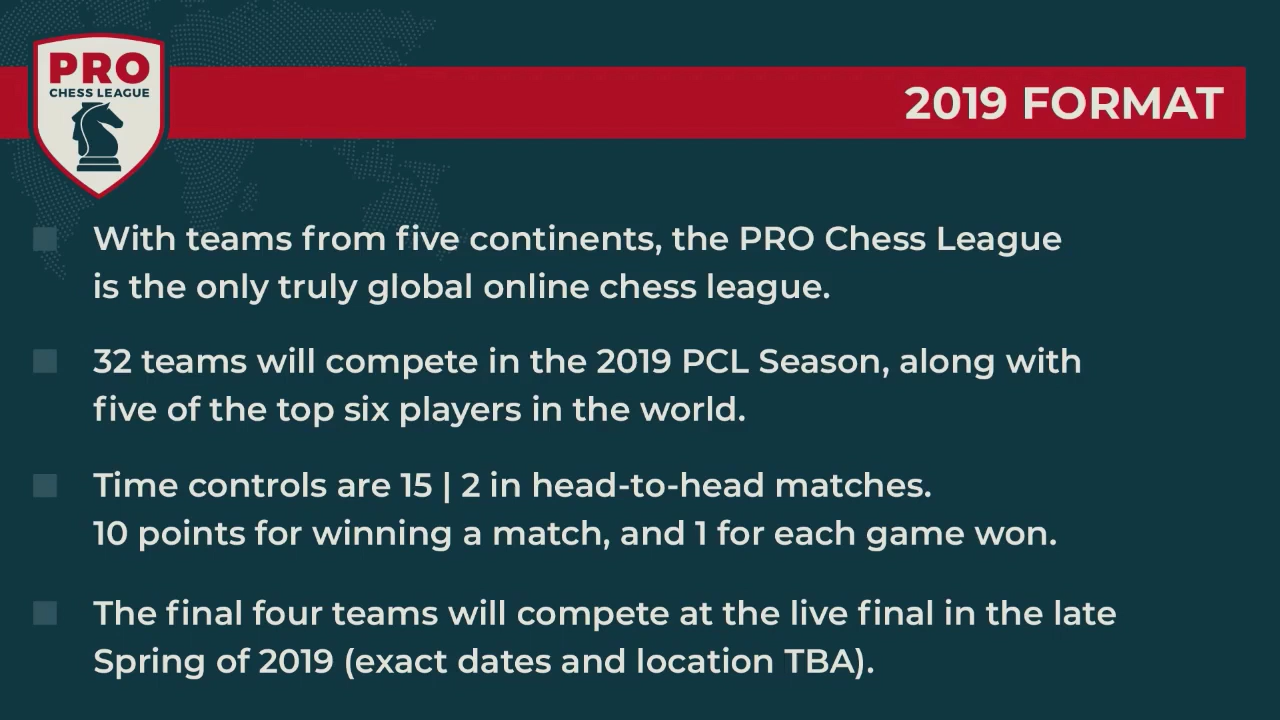 PRO
CHESS LEAGUE
2019 FORMAT
With teams from five continents, the PRO Chess League
is the only truly global online chess league.
32 teams will compete in the 2019 PCL Season, along with
five of the top six players in the world.
Time controls are 15 | 2 in head-to-head matches.
10 points for winning a match, and 1 for each game won.
The final four teams will compete at the live final in the late
Spring of 2019 (exact dates and location TBA).